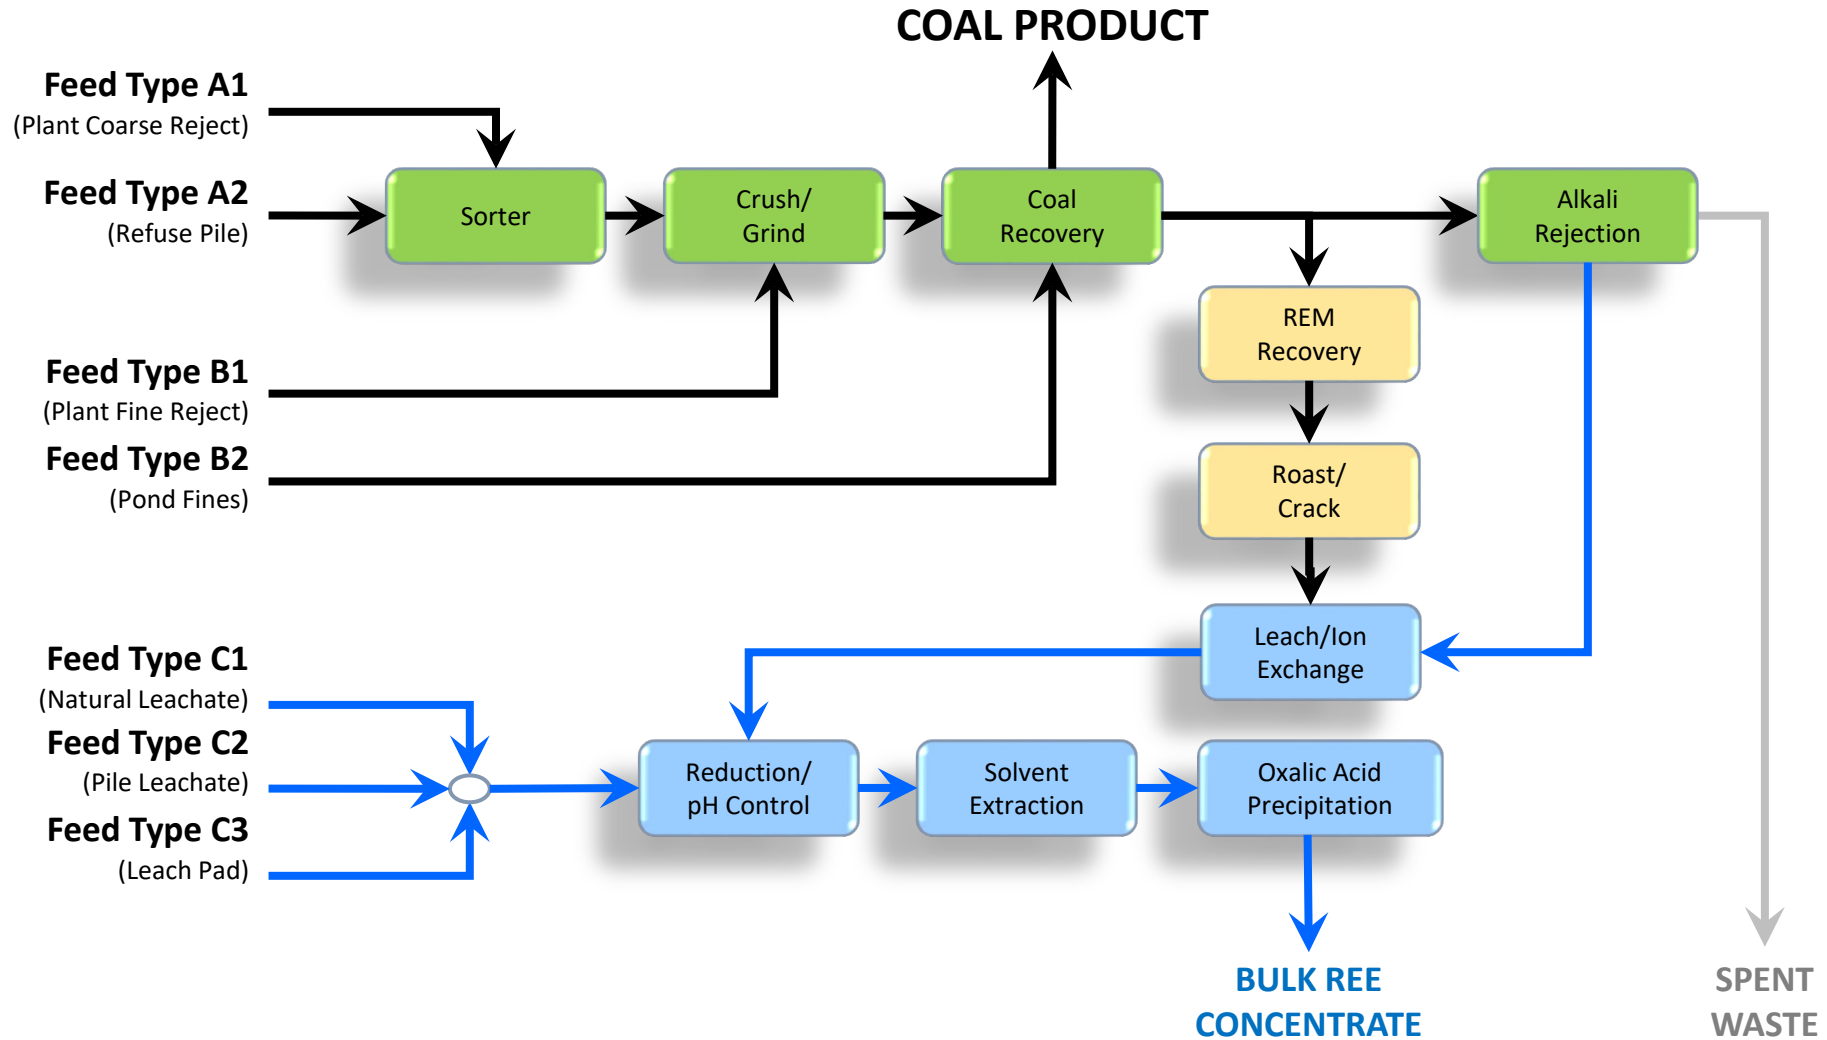 COAL PRODUCT
Feed Type A1
(Plant Coarse Reject)
Feed Type A2
(Refuse Pile)
Sorter
Crush/
Grind
Coal
Recovery
Alkali
Rejection
REM
Recovery
Feed Type B1
(Plant Fine Reject)
Feed Type B2
(Pond Fines)
Roast/
Crack
Leach/Ion
Exchange
Feed Type C1
(Natural Leachate)
Feed Type C2
(Pile Leachate)
Feed Type C3
(Leach Pad)
Reduction/
pH Control
Solvent
Extraction
Oxalic Acid
Precipitation
BULK REE
CONCENTRATE
SPENT
WASTE